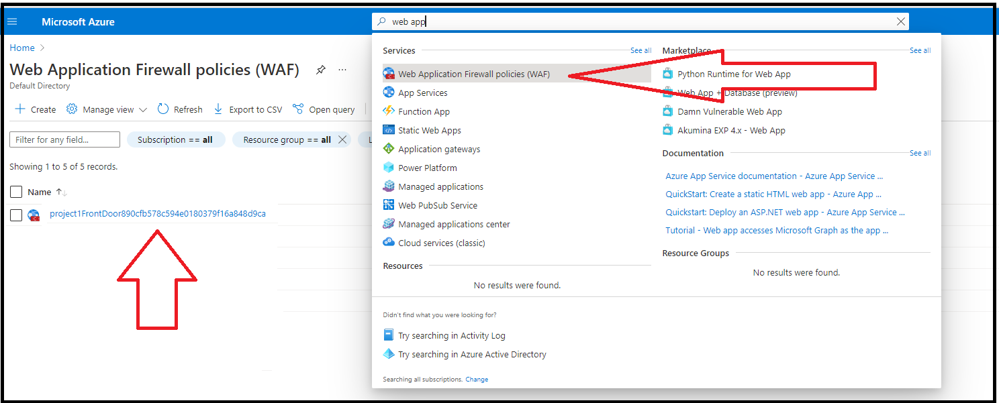 Microsoft Azure
web app
Home
Web Application Firewall policies (WAF)
...
Default Directory
Create
Manage view
Refresh
Export to CSV
Open query
Filter for any field...
Subscription == all
Resource group == all
Showing 1 to 5 of 5 records.
Name
project1FrontDoor890cfb578c594e0180379f16a848d9ca
Services
See all
Web Application Firewall policies (WAF)
App Services
Function App
Static Web Apps
Application gateways
Power Platform
Managed applications
Web PubSub Service
Managed applications center
Cloud services (classic)
Resources
No results were found.
Marketplace
See all
Python Runtime for Web App
Web App + Database (preview)
Damn Vulnerable Web App
Akumina EXP 4.x - Web App
Documentation
See all
Azure App Service documentation - Azure App Service ...
QuickStart: Create a static HTML web app - Azure App ...
Quickstart: Deploy an ASP.NET web app - Azure App Service ...
Tutorial - Web app accesses Microsoft Graph as the app ...
Resource Groups
No results were found.
Didn't find what you were looking for?
Try searching in Activity Log
Try searching in Azure Active Directory
Searching all subscriptions. Change